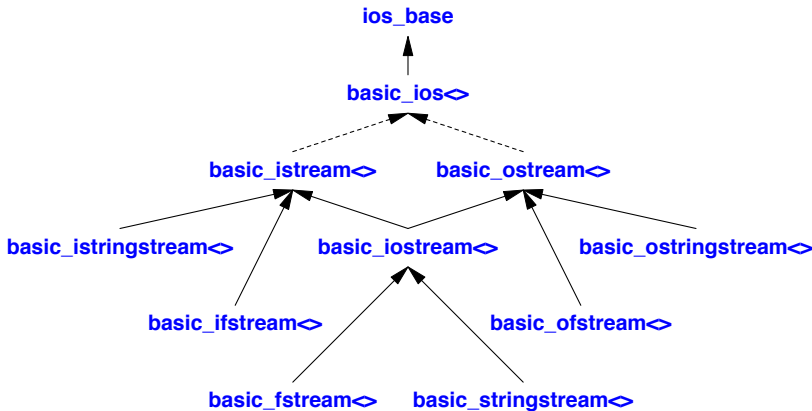 ios_base
basic_ios<>
basic_istream<> basic_ostream<>
basic_istringstream<> basic_iostream<> basic_ostringstream<>
basic_ifstream<> basic_ofstream<>
basic_fstream<> basic_stringstream<>